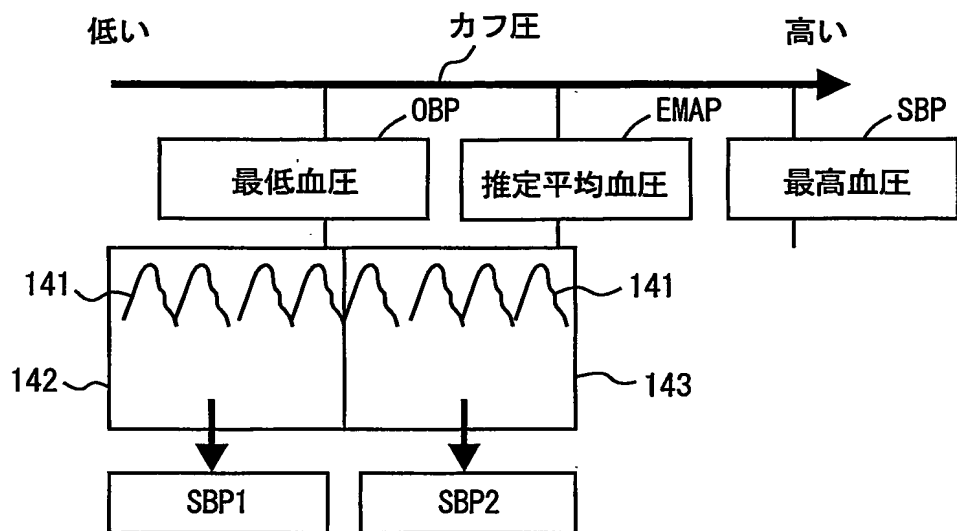 低い
カフ圧
高い
OBP
EMAP
SBP
最低血圧
推定平均血圧
最高血圧
141
141
142
143
SBP1
SBP2